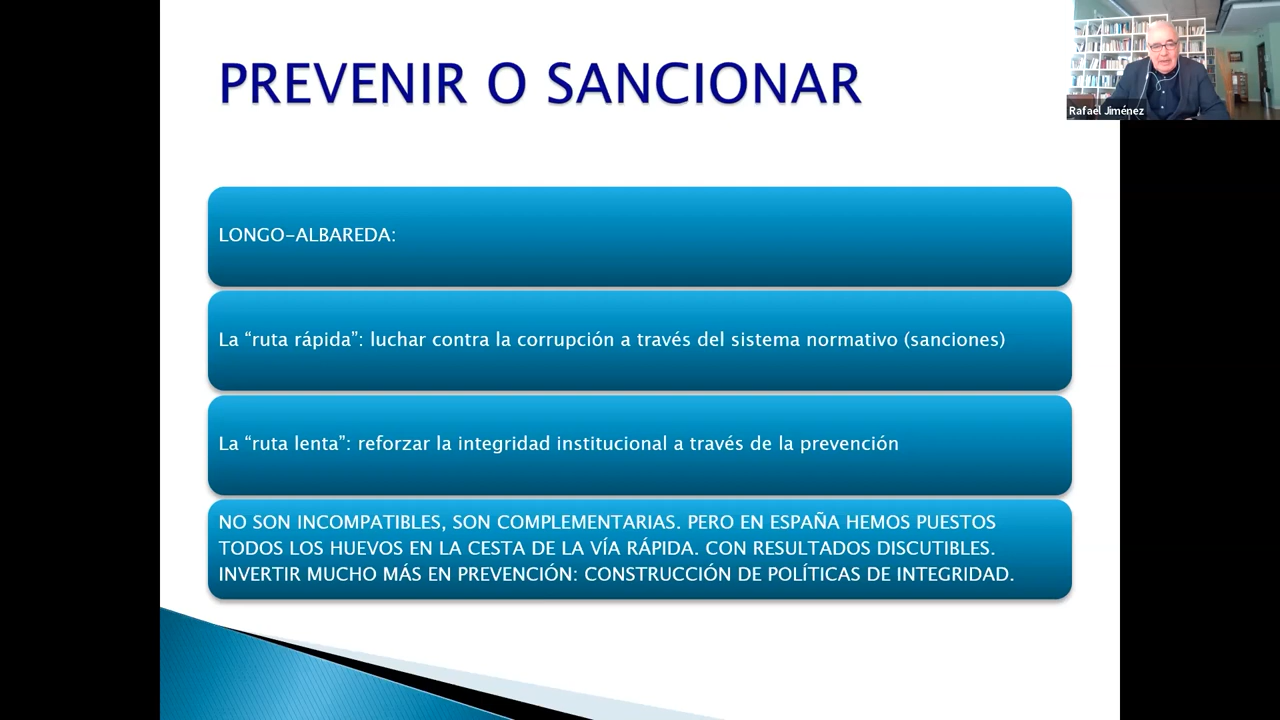 PREVENIR O SANCIONAR
Rafael Jiménez
LONGO-ALBAREDA:
La “ruta rápida”: luchar contra la corrupción a través del sistema normativo (sanciones)
La “ruta lenta”: reforzar la integridad institucional a través de la prevención
NO SON INCOMPATIBLES, SON COMPLEMENTARIAS. PERO EN ESPAÑA HEMOS PUESTOS
TODOS LOS HUEVOS EN LA CESTA DE LA VÍA RÁPIDA. CON RESULTADOS DISCUTIBLES.
INVERTIR MUCHO MÁS EN PREVENCIÓN: CONSTRUCCIÓN DE POLÍTICAS DE INTEGRIDAD.